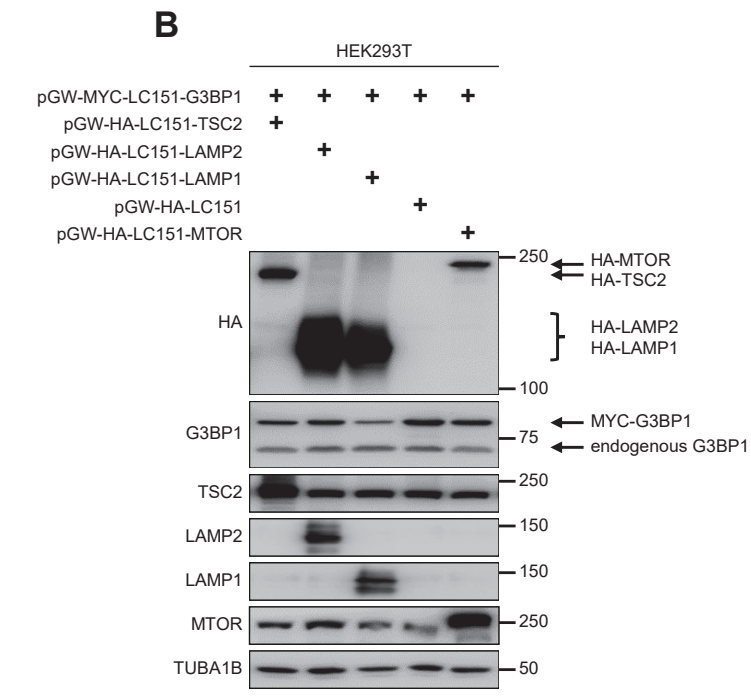 B
HEK293T
pGW-MYC-LC151-G3BP1 + + + + +
pGW-HA-LC151-TSC2 +
pGW-HA-LC151-LAMP2 +
pGW-HA-LC151-LAMP1 +
pGW-HA-LC151 +
pGW-HA-LC151-MTOR +
250 HA-MTOR
HA-TSC2
HA
HA-LAMP2
HA-LAMP1
100
MYC-G3BP1
G3BP1
75
endogenous G3BP1
250
TSC2
150
LAMP2
150
LAMP1
MTOR 250
TUBA1B 50